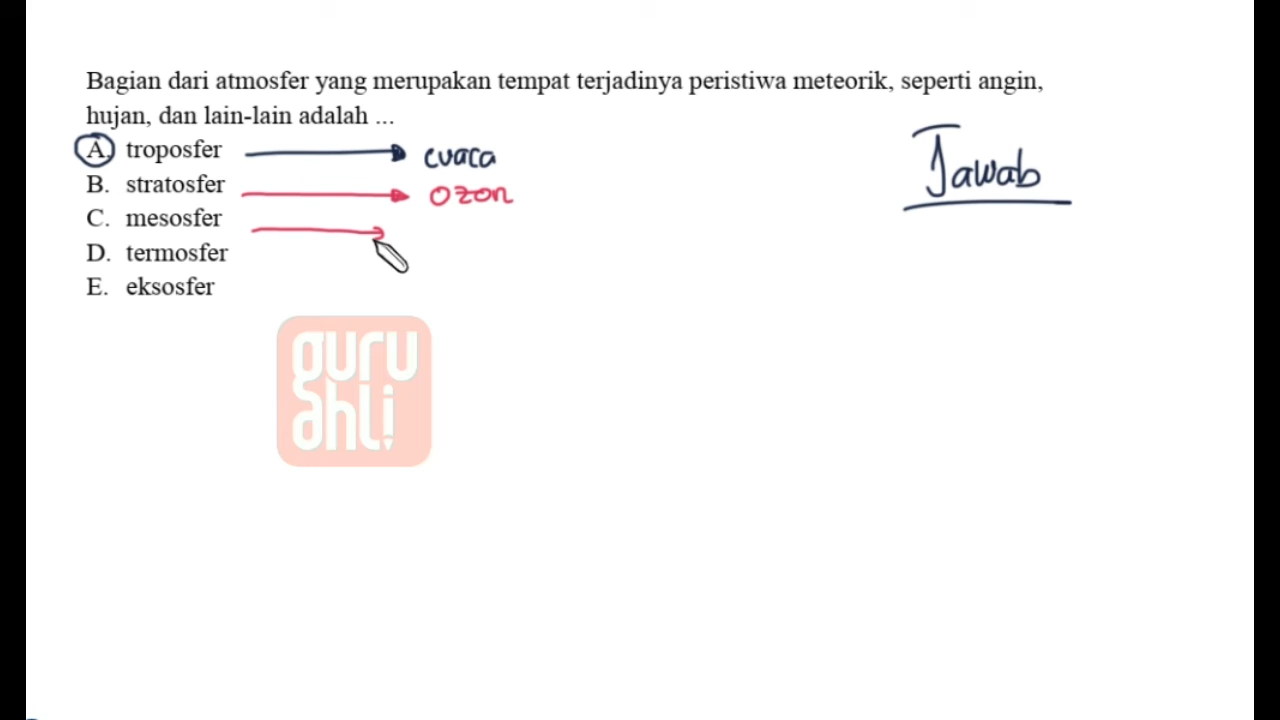 Bagian dari atmosfer yang merupakan tempat terjadinya peristiwa meteorik, seperti angin,
hujan, dan lain-lain adalah ...
A. troposfer cuaca
B. stratosfer ozon
C. mesosfer
D. termosfer
E. eksosfer
Jawab
guru
ahli